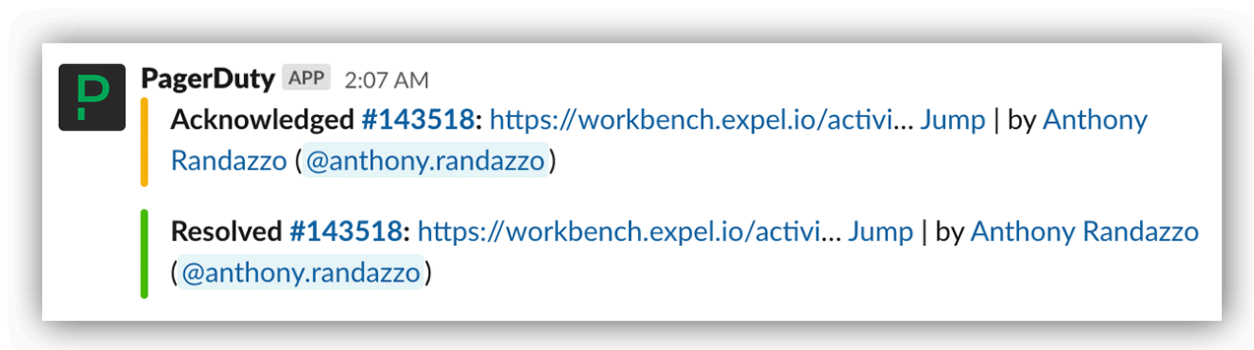 PagerDuty APP 2:07 AM
Acknowledged #143518: https://workbench.expel.io/activi... Jump | by Anthony
Randazzo (@anthony.randazzo)
Resolved #143518: https://workbench.expel.io/activi... Jump | by Anthony Randazzo
(@anthony.randazzo)